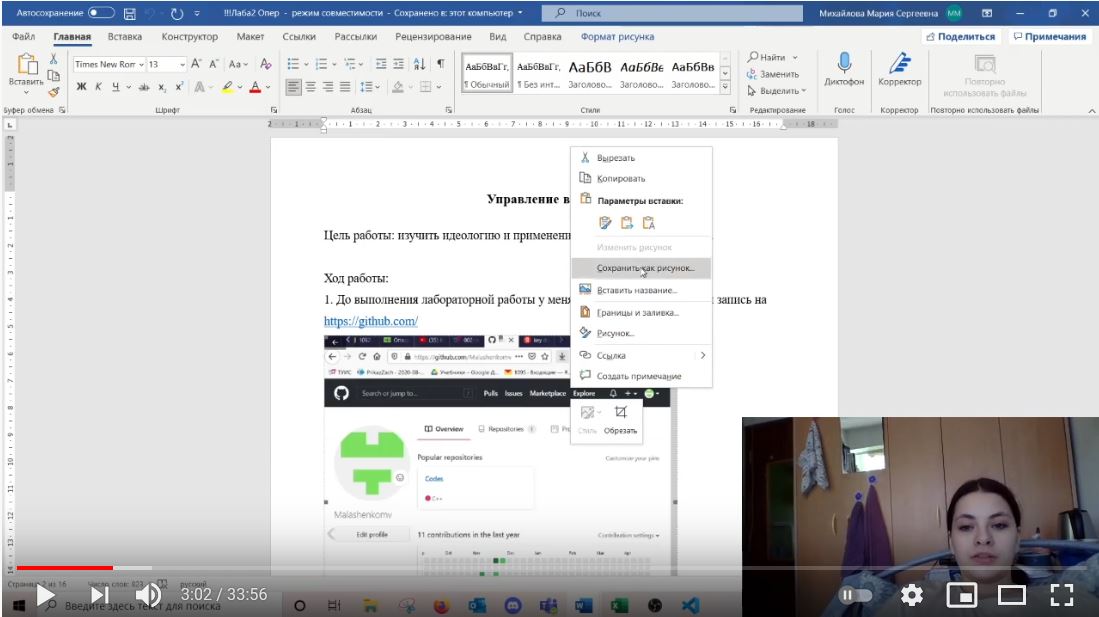 Автосохранение
!!!Лаба2 Опер - режим совместимости - Сохранено в: этот компьютер
Поиск
Михайлова Мария Сергеевна
ММ
Файл Главная Вставка Конструктор Макет Ссылки Рассылки Рецензирование Вид Справка Формат рисунка
Поделиться Примечания
Вставить
Times New Rom 13
Ж К Ч
АаБбВвГг, АаБбВвГг, АаБбВ АаБбВв АаБбВв
¶ Обычный ¶ Без инт... Заголово... Заголово... Заголово...
Найти
Заменить
Выделить
Диктофон
Корректор
Повторно
использовать файлы
Буфер обмена Шрифт Абзац Стили Редактирование Голос Корректор Повторно использовать файлы
Управление в
Цель работы: изучить идеологию и применени
Ход работы:
1. До выполнения лабораторной работы у меня
запись на
https://github.com/
Вырезать
Копировать
Параметры вставки:
Изменить рисунок
Сохранить как рисунок...
Вставить название...
Границы и заливка...
Рисунок...
Ссылка
Создать примечание
Стиль Обрезать
https://github.com/Malashenkomv
Search or jump to...
Pulls Issues Marketplace Explore
Overview Repositories 1
Popular repositories
Customize your pins
Codes
C++
Malashenkomv
Edit profile
11 contributions in the last year
Contribution settings
Страница 2 из 16 Число слов: 823 русский
3:02 / 33:56
Введите здесь текст для поиска